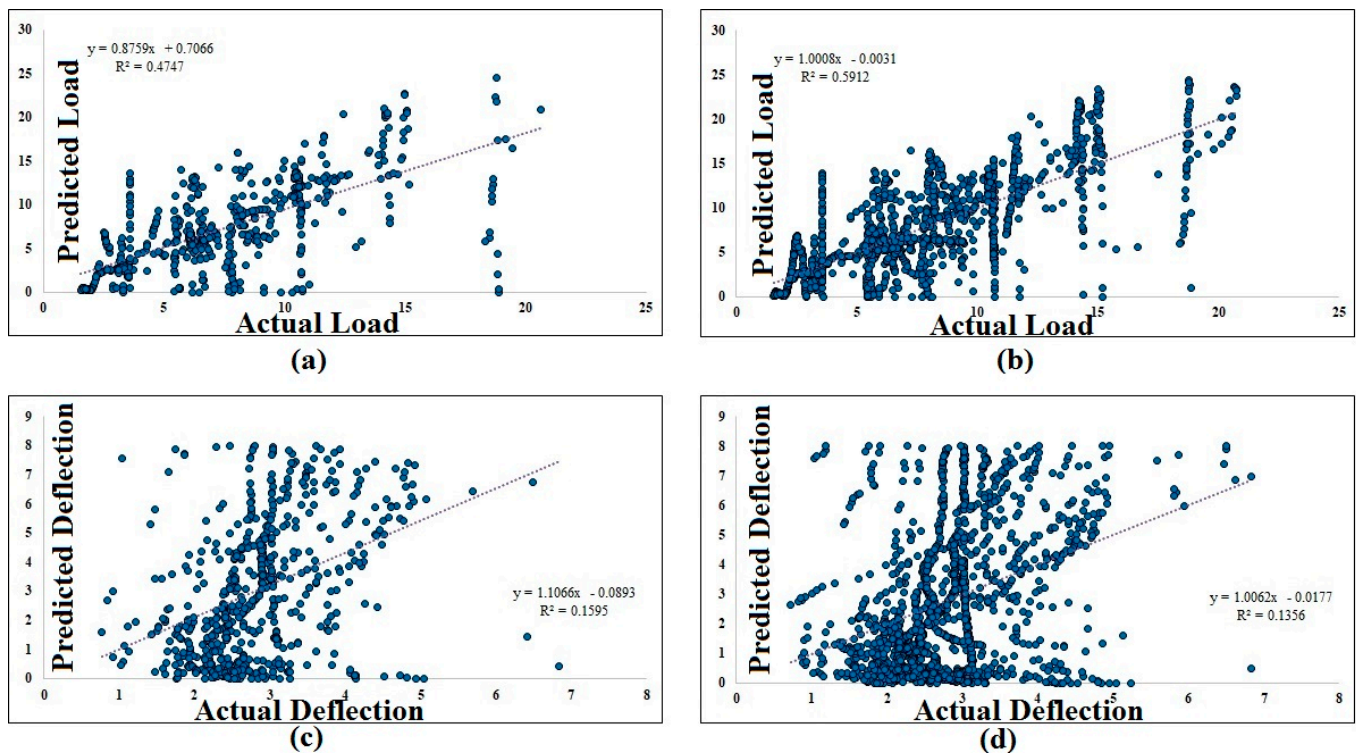 30
25
20
15
10
5
0
Predicted Load
y = 0.8759x + 0.7066
R² = 0.4747
0 5 10 15 20 25
Actual Load
(a)
30
25
20
15
10
5
0
Predicted Load
y = 1.0008x - 0.0031
R² = 0.5912
0 5 10 15 20 25
Actual Load
(b)
9
8
7
6
5
4
3
2
1
0
Predicted Deflection
y = 1.1066x - 0.0893
R² = 0.1595
0 1 2 3 4 5 6 7 8
Actual Deflection
(c)
9
8
7
6
5
4
3
2
1
0
Predicted Deflection
y = 1.0062x - 0.0177
R² = 0.1356
0 1 2 3 4 5 6 7 8
Actual Deflection
(d)